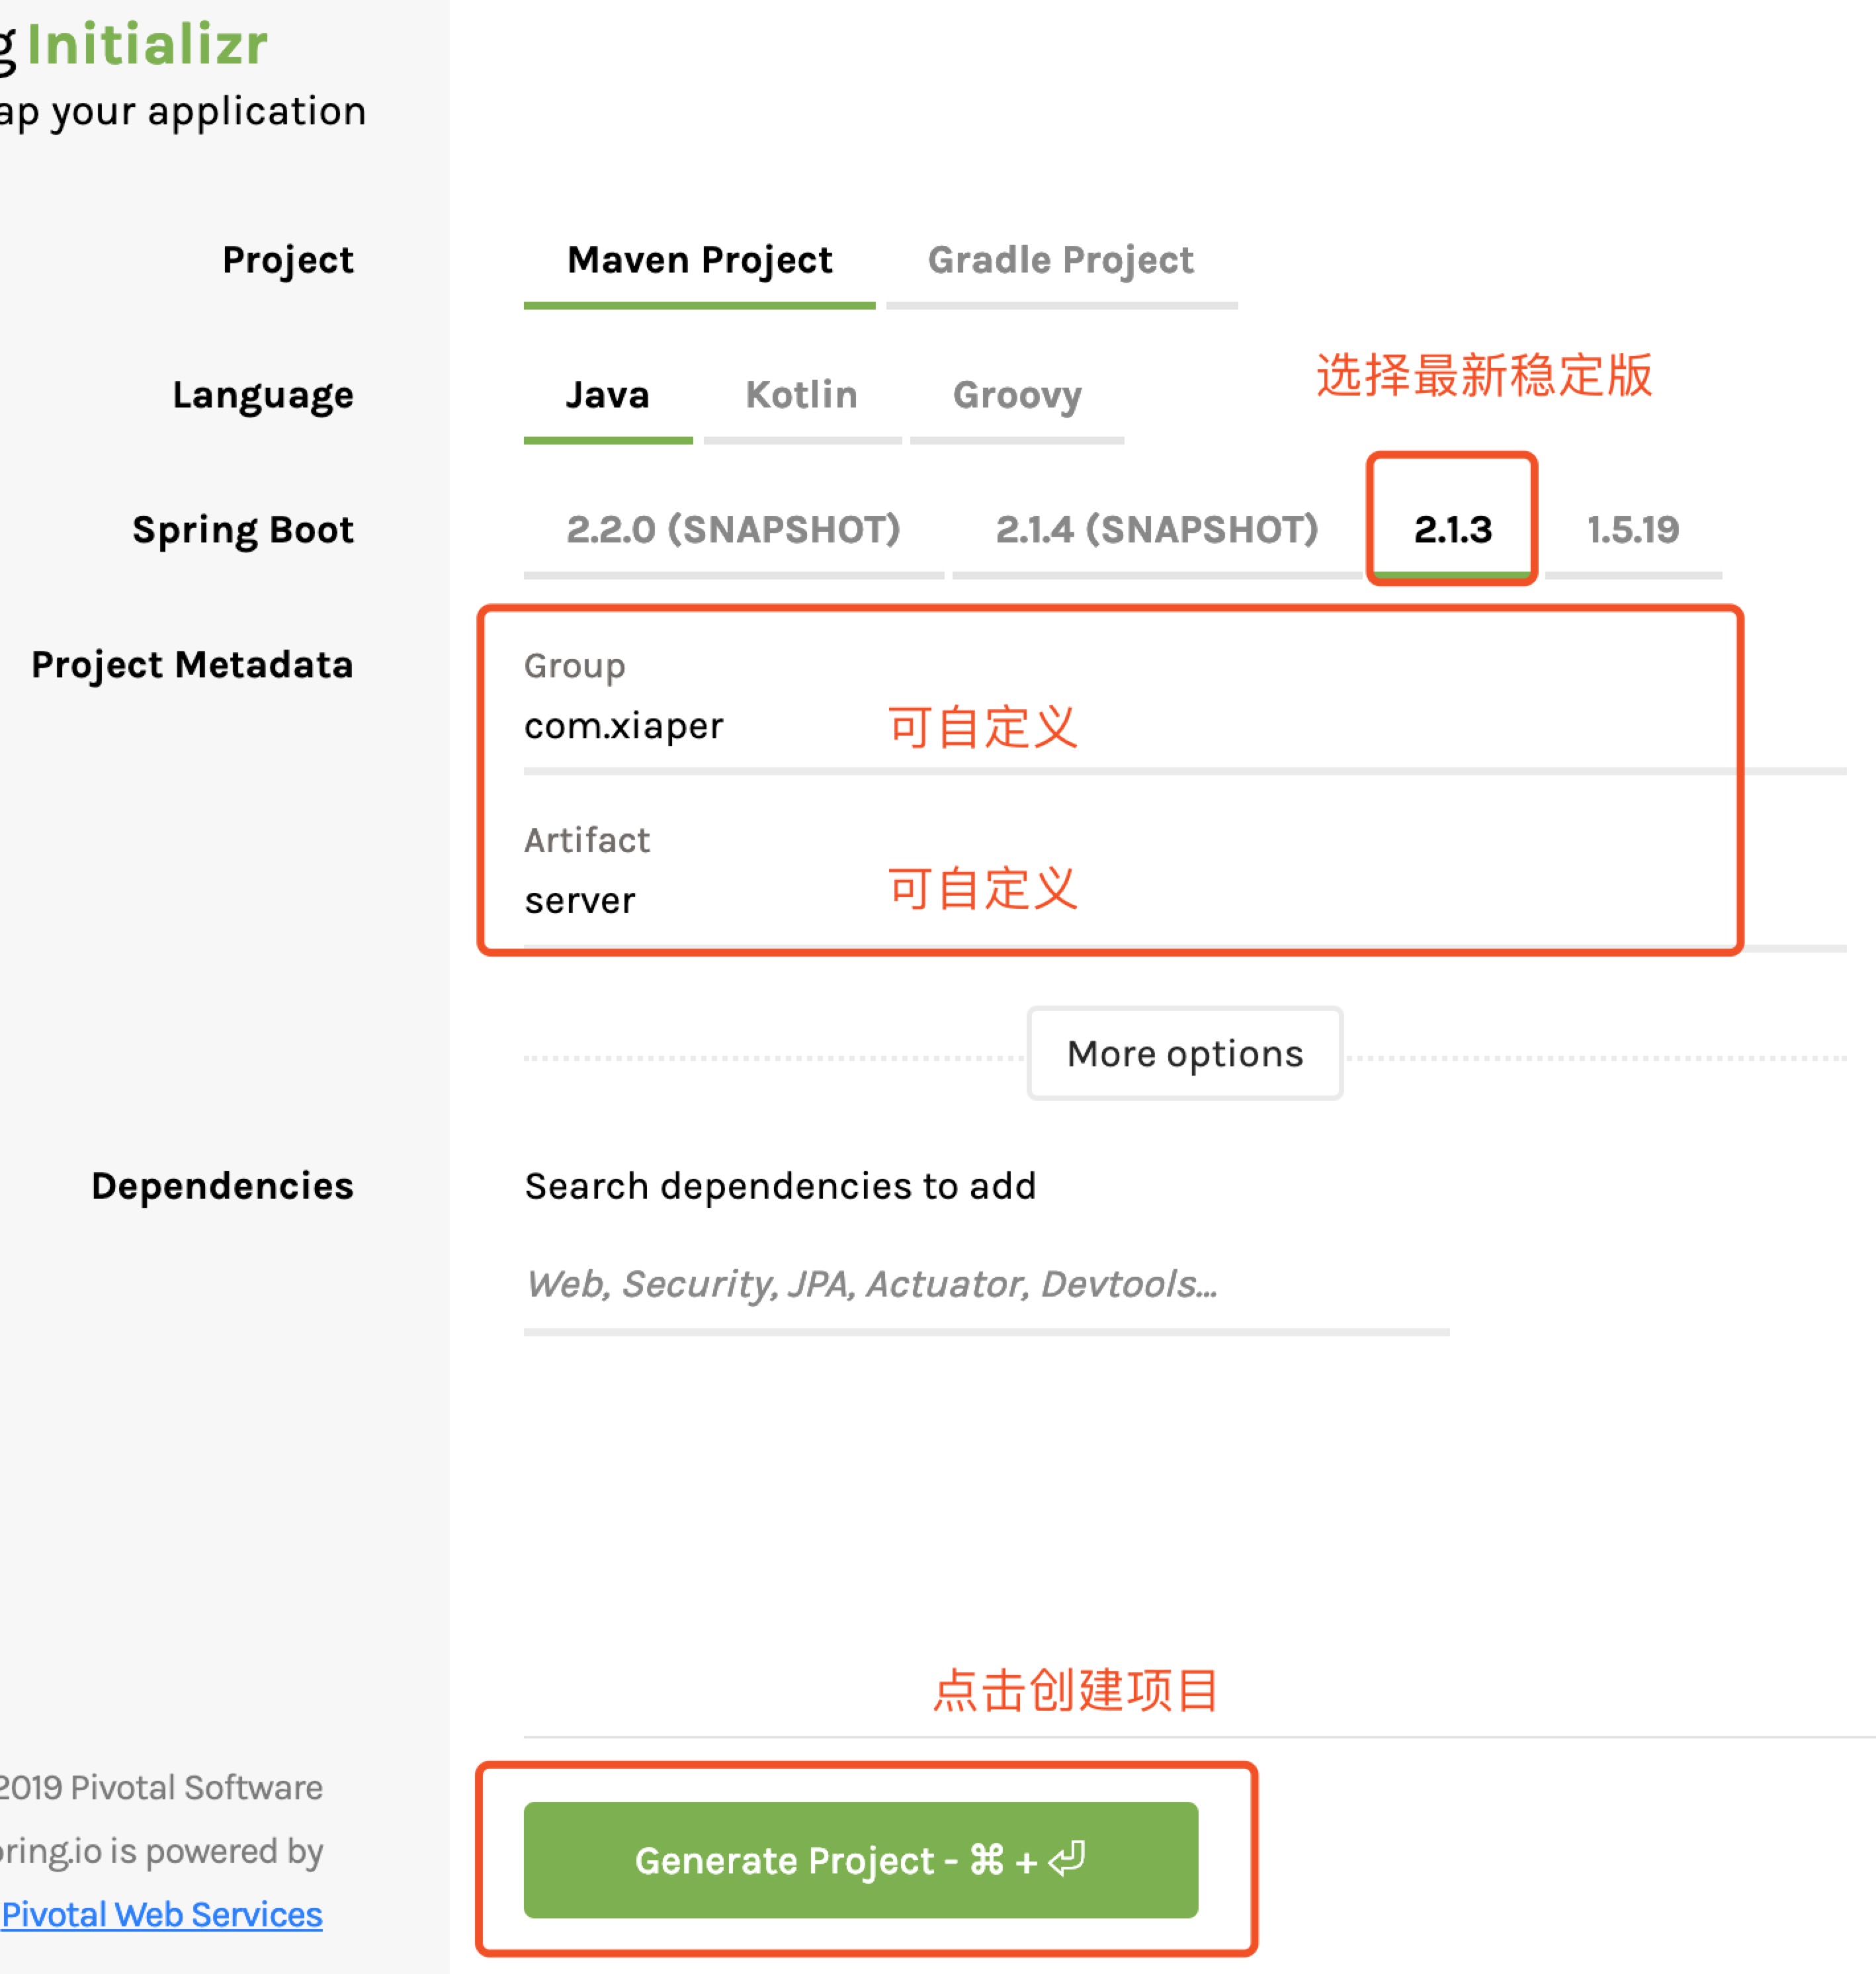 g Initializr
ap your application
Project
Maven Project
Gradle Project
Language
Java
Kotlin
Groovy
选择最新稳定版
Spring Boot
2.2.0 (SNAPSHOT)
2.1.4 (SNAPSHOT)
2.1.3
1.5.19
Project Metadata
Group
com.xiaper
可自定义
Artifact
server
可自定义
More options
Dependencies
Search dependencies to add
Web, Security, JPA, Actuator, Devtools...
点击创建项目
2019 Pivotal Software
pring.io is powered by
Pivotal Web Services
Generate Project - ⌘ + ⏎